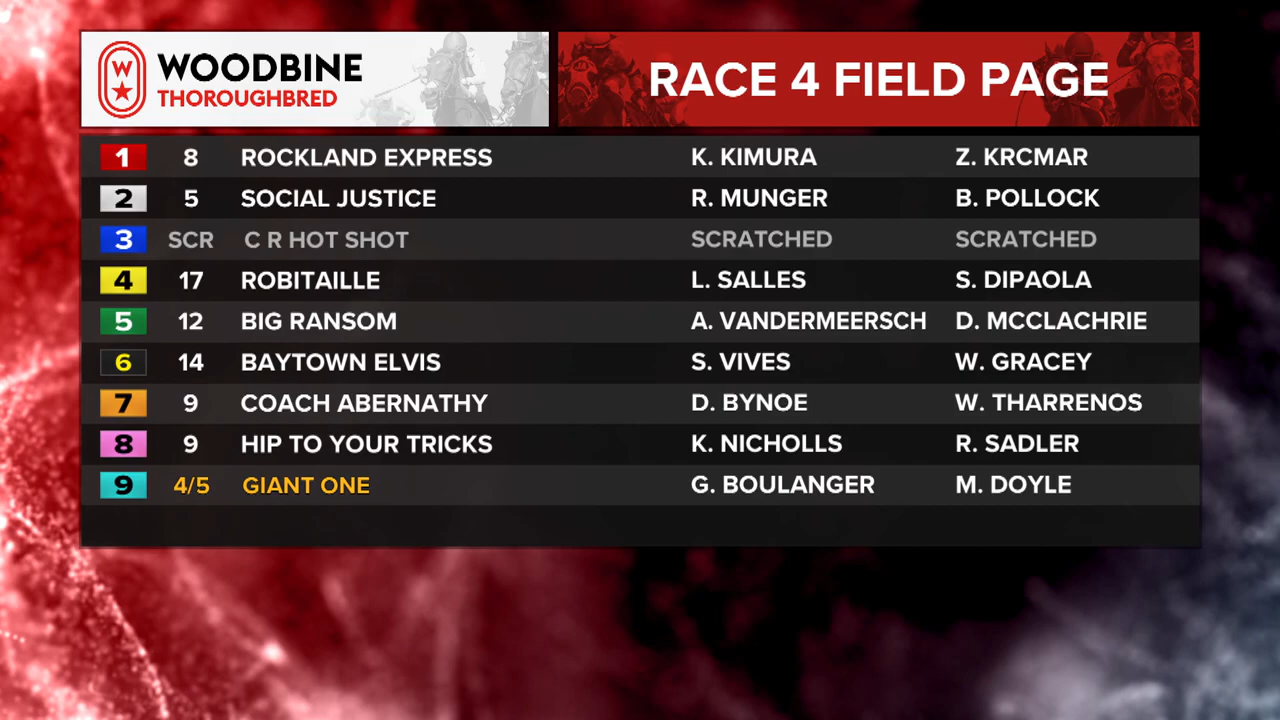 W
WOODBINE
THOROUGHBRED
RACE 4 FIELD PAGE
1 8 ROCKLAND EXPRESS K. KIMURA Z. KRCMAR
2 5 SOCIAL JUSTICE R. MUNGER B. POLLOCK
3 SCR C R HOT SHOT SCRATCHED SCRATCHED
4 17 ROBITAILLE L. SALLES S. DIPAOLA
5 12 BIG RANSOM A. VANDERMEERSCH D. MCCLACHRIE
6 14 BAYTOWN ELVIS S. VIVES W. GRACEY
7 9 COACH ABERNATHY D. BYNOE W. THARRENOS
8 9 HIP TO YOUR TRICKS K. NICHOLLS R. SADLER
9 4/5 GIANT ONE G. BOULANGER M. DOYLE